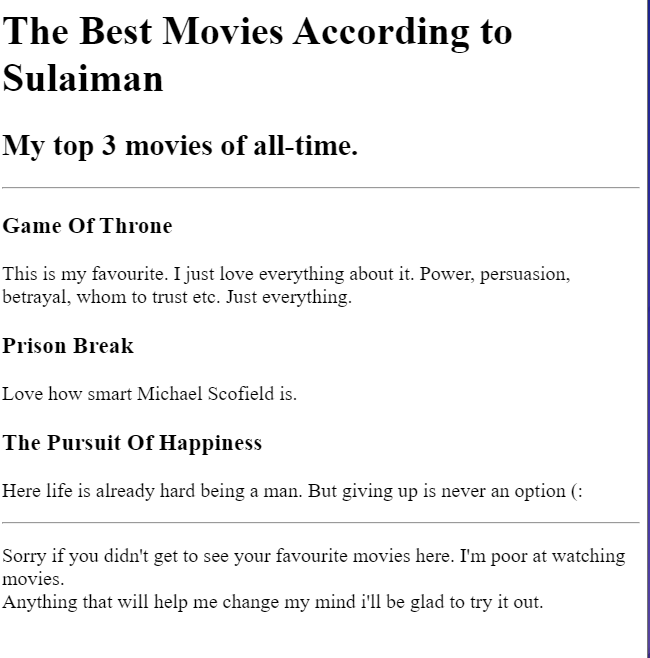 The Best Movies According to
Sulaiman
My top 3 movies of all-time.
Game Of Throne
This is my favourite. I just love everything about it. Power, persuasion,
betrayal, whom to trust etc. Just everything.
Prison Break
Love how smart Michael Scofield is.
The Pursuit Of Happiness
Here life is already hard being a man. But giving up is never an option (:
Sorry if you didn't get to see your favourite movies here. I'm poor at watching
movies.
Anything that will help me change my mind i'll be glad to try it out.